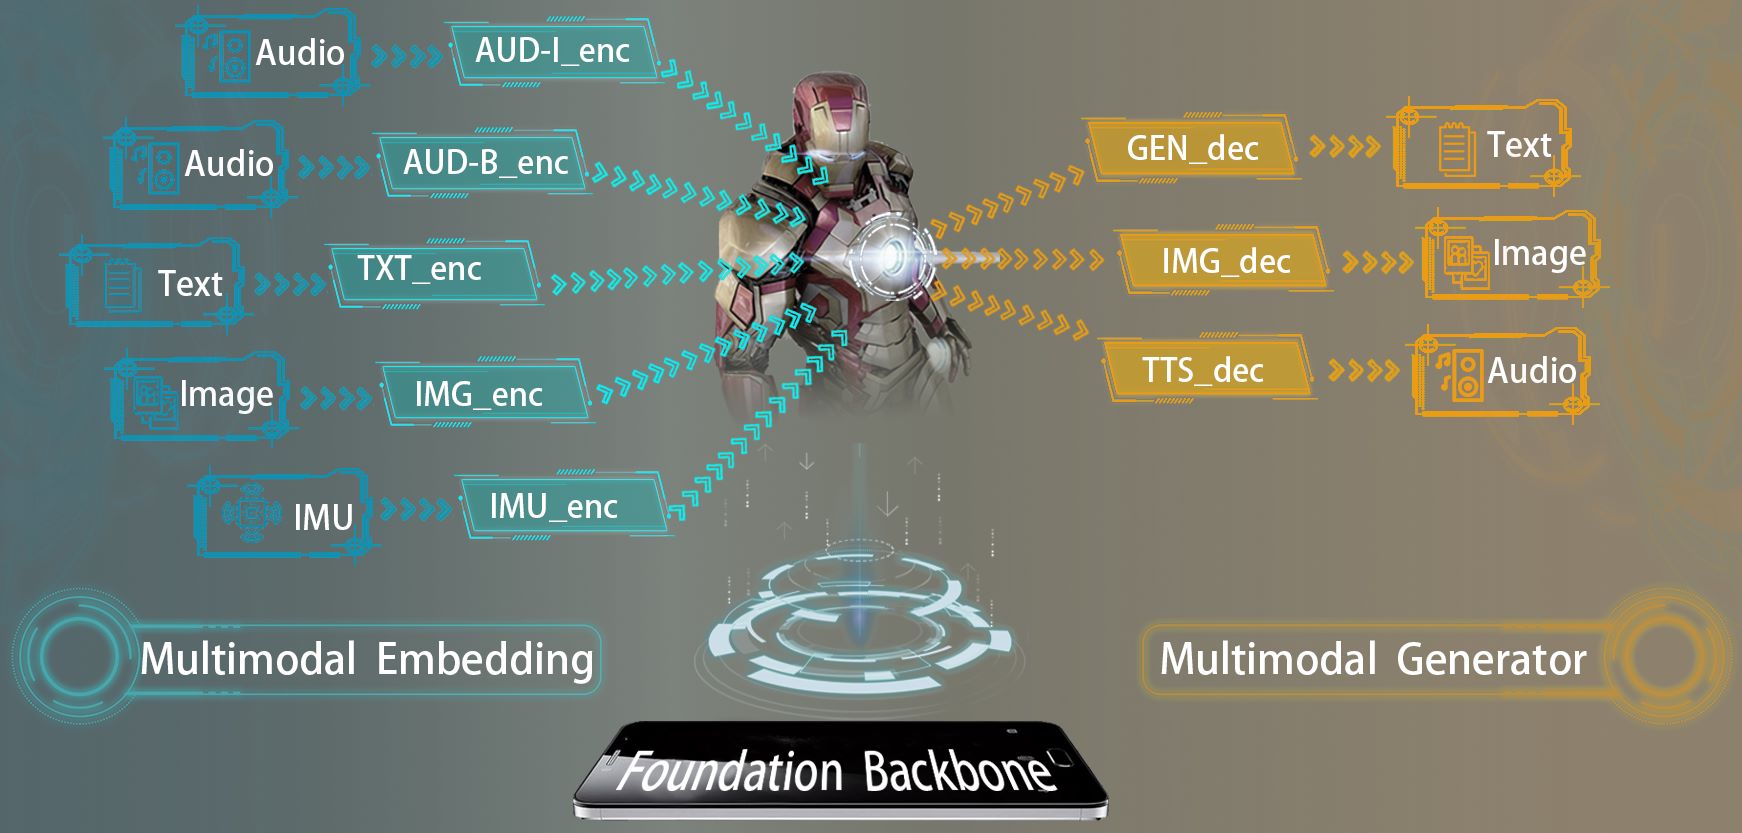 Audio
AUD-I_enc
Audio
AUD-B_enc
Text
TXT_enc
Image
IMG_enc
IMU
IMU_enc
GEN_dec
Text
IMG_dec
Image
TTS_dec
Audio
Multimodal Embedding
Multimodal Generator
Foundation Backbone